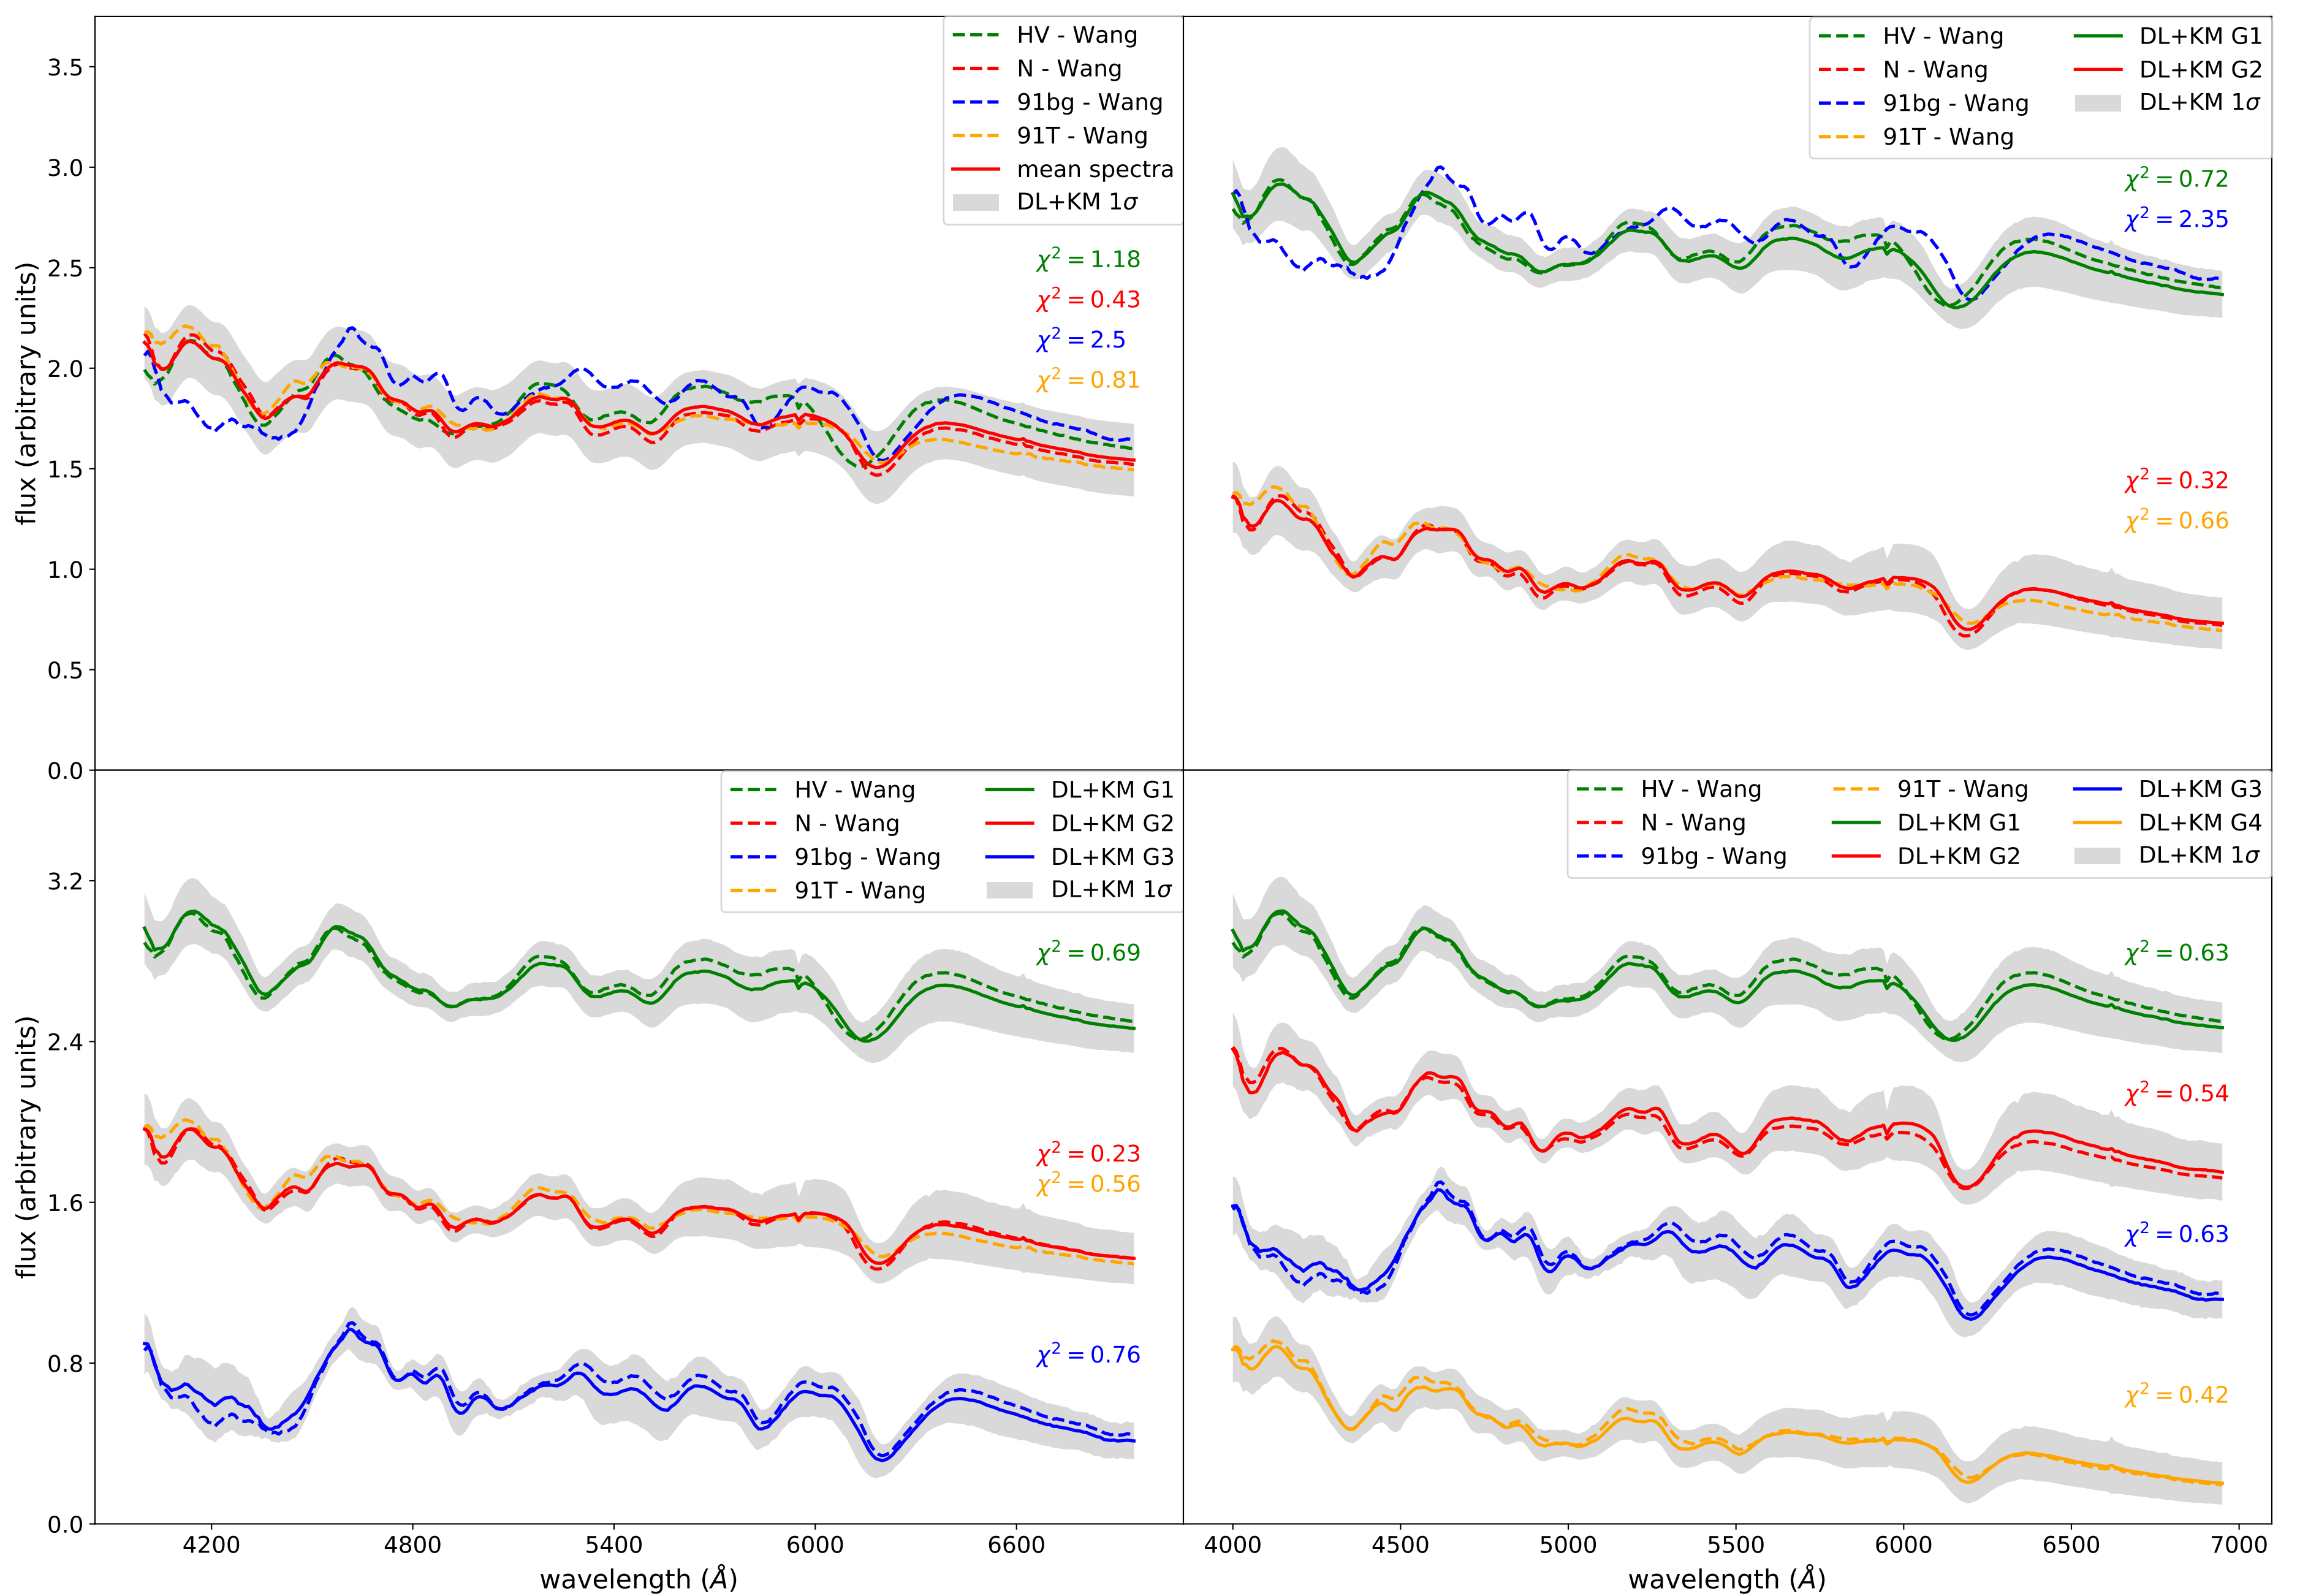 HV - Wang
N - Wang
91bg - Wang
91T - Wang
mean spectra
DL+KM 1σ
χ² = 1.18
χ² = 0.43
χ² = 2.5
χ² = 0.81
3.5
3.0
2.5
2.0
1.5
1.0
0.5
0.0
flux (arbitrary units)
HV - Wang
N - Wang
91bg - Wang
91T - Wang
DL+KM G1
DL+KM G2
DL+KM 1σ
χ² = 0.72
χ² = 2.35
χ² = 0.32
χ² = 0.66
HV - Wang
N - Wang
91bg - Wang
91T - Wang
DL+KM G1
DL+KM G2
DL+KM G3
DL+KM 1σ
χ² = 0.69
χ² = 0.23
χ² = 0.56
χ² = 0.76
3.2
2.4
1.6
0.8
0.0
flux (arbitrary units)
4200 4800 5400 6000 6600
wavelength (Å)
HV - Wang
N - Wang
91bg - Wang
91T - Wang
DL+KM G1
DL+KM G2
DL+KM G3
DL+KM G4
DL+KM 1σ
χ² = 0.63
χ² = 0.54
χ² = 0.63
χ² = 0.42
4000 4500 5000 5500 6000 6500 7000
wavelength (Å)